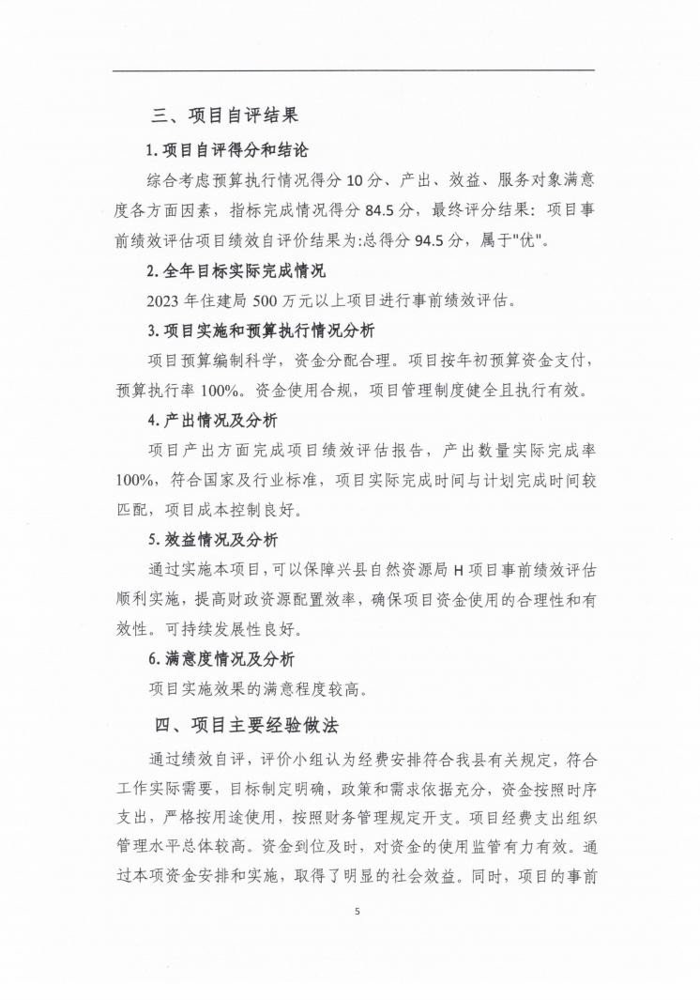 三、项目自评结果
1.项目自评得分和结论
综合考虑预算执行情况得分 10 分、产出、效益、服务对象满意
度各方面因素，指标完成情况得分 84.5 分，最终评分结果：项目事
前绩效评估项目绩效自评价结果为:总得分 94.5 分，属于"优"。
2.全年目标实际完成情况
2023 年住建局 500 万元以上项目进行事前绩效评估。
3.项目实施和预算执行情况分析
项目预算编制科学，资金分配合理。项目按年初预算资金支付，
预算执行率 100%。资金使用合规，项目管理制度健全且执行有效。
4.产出情况及分析
项目产出方面完成项目绩效评估报告，产出数量实际完成率
100%，符合国家及行业标准，项目实际完成时间与计划完成时间较
匹配，项目成本控制良好。
5.效益情况及分析
通过实施本项目，可以保障兴县自然资源局 H 项目事前绩效评估
顺利实施，提高财政资源配置效率，确保项目资金使用的合理性和有
效性。可持续发展性良好。
6.满意度情况及分析
项目实施效果的满意程度较高。
四、项目主要经验做法
通过绩效自评，评价小组认为经费安排符合我县有关规定，符合
工作实际需要，目标制定明确，政策和需求依据充分，资金按照时序
支出，严格按用途使用，按照财务管理规定开支。项目经费支出组织
管理水平总体较高。资金到位及时，对资金的使用监管有力有效。通
过本项资金安排和实施，取得了明显的社会效益。同时，项目的事前
5